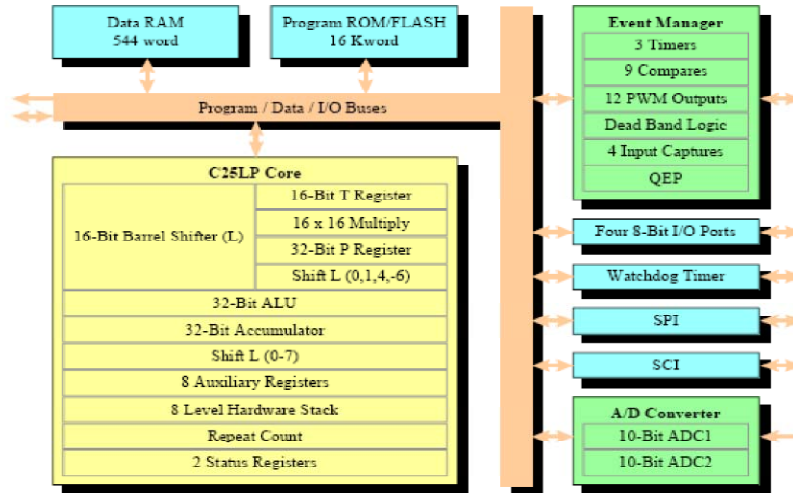 Data RAM
544 word
Program ROM/FLASH
16 Kword
Program / Data / I/O Buses
C25LP Core
16-Bit Barrel Shifter (L)
16-Bit T Register
16 x 16 Multiply
32-Bit P Register
Shift L (0,1,4,-6)
32-Bit ALU
32-Bit Accumulator
Shift L (0-7)
8 Auxiliary Registers
8 Level Hardware Stack
Repeat Count
2 Status Registers
Event Manager
3 Timers
9 Compares
12 PWM Outputs
Dead Band Logic
4 Input Captures
QEP
Four 8-Bit I/O Ports
Watchdog Timer
SPI
SCI
A/D Converter
10-Bit ADC1
10-Bit ADC2